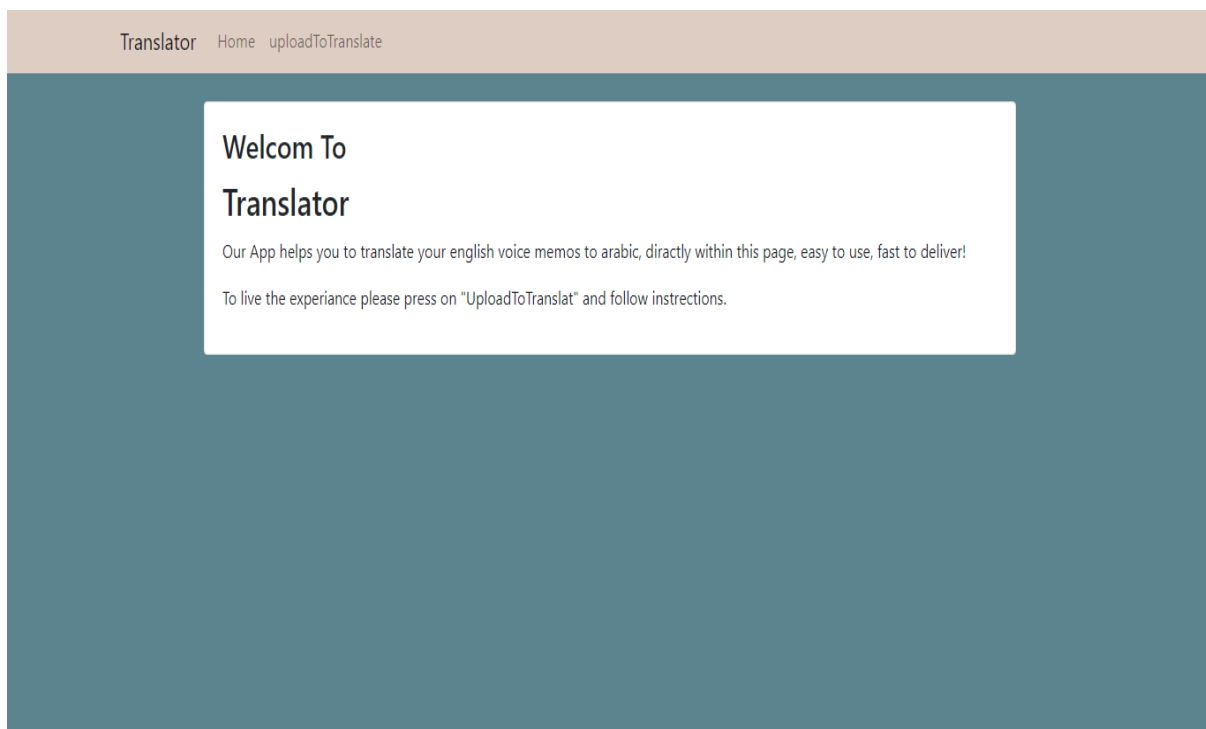 Translator Home uploadToTranslate
Welcom To
Translator
Our App helps you to translate your english voice memos to arabic, diractly within this page, easy to use, fast to deliver!
To live the experiance please press on "UploadToTranslat" and follow instrections.